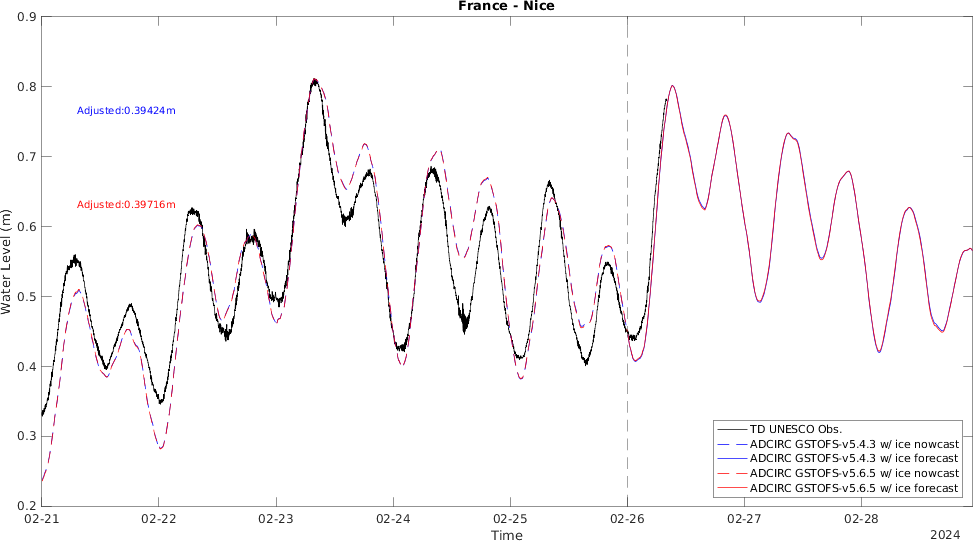 France - Nice
0.9
0.8
0.7
0.6
0.5
0.4
0.3
0.2
Water Level (m)
Adjusted:0.39424m
Adjusted:0.39716m
TD UNESCO Obs.
ADCIRC GSTOFS-v5.4.3 w/ ice nowcast
ADCIRC GSTOFS-v5.4.3 w/ ice forecast
ADCIRC GSTOFS-v5.6.5 w/ ice nowcast
ADCIRC GSTOFS-v5.6.5 w/ ice forecast
02-21 02-22 02-23 02-24 02-25 02-26 02-27 02-28
Time
2024